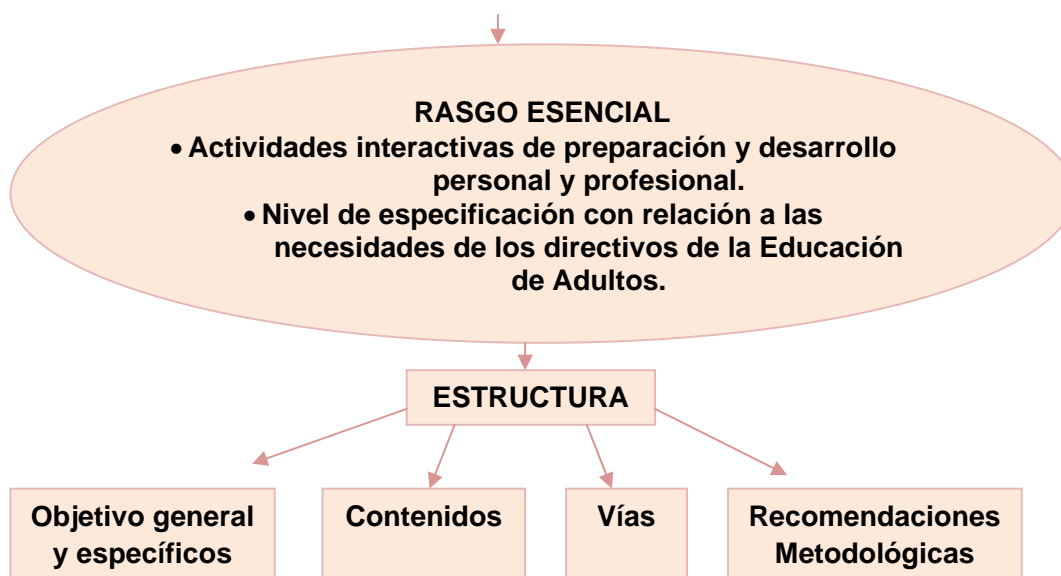 RASGO ESENCIAL
• Actividades interactivas de preparación y desarrollo
personal y profesional.
• Nivel de especificación con relación a las
necesidades de los directivos de la Educación
de Adultos.
ESTRUCTURA
Objetivo general
y específicos
Contenidos
Vías
Recomendaciones
Metodológicas